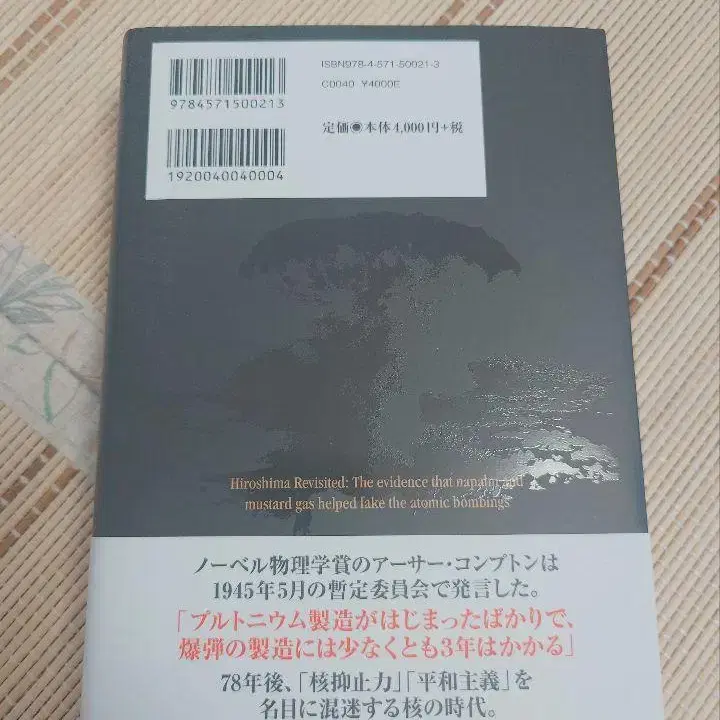 ISBN978-4-571-50021-3
C0040 ¥4000E
9784571500213
定価◉本体4,000円+税
1920040040004
Hiroshima Revisited: The evidence that napalm and
mustard gas helped fake the atomic bombings
ノーベル物理学賞のアーサー・コンプトンは
1945年5月の暫定委員会で発言した。
「プルトニウム製造がはじまったばかりで、
爆弾の製造には少なくとも3年はかかる」
78年後、「核抑止力」「平和主義」を
名目に混迷する核の時代。